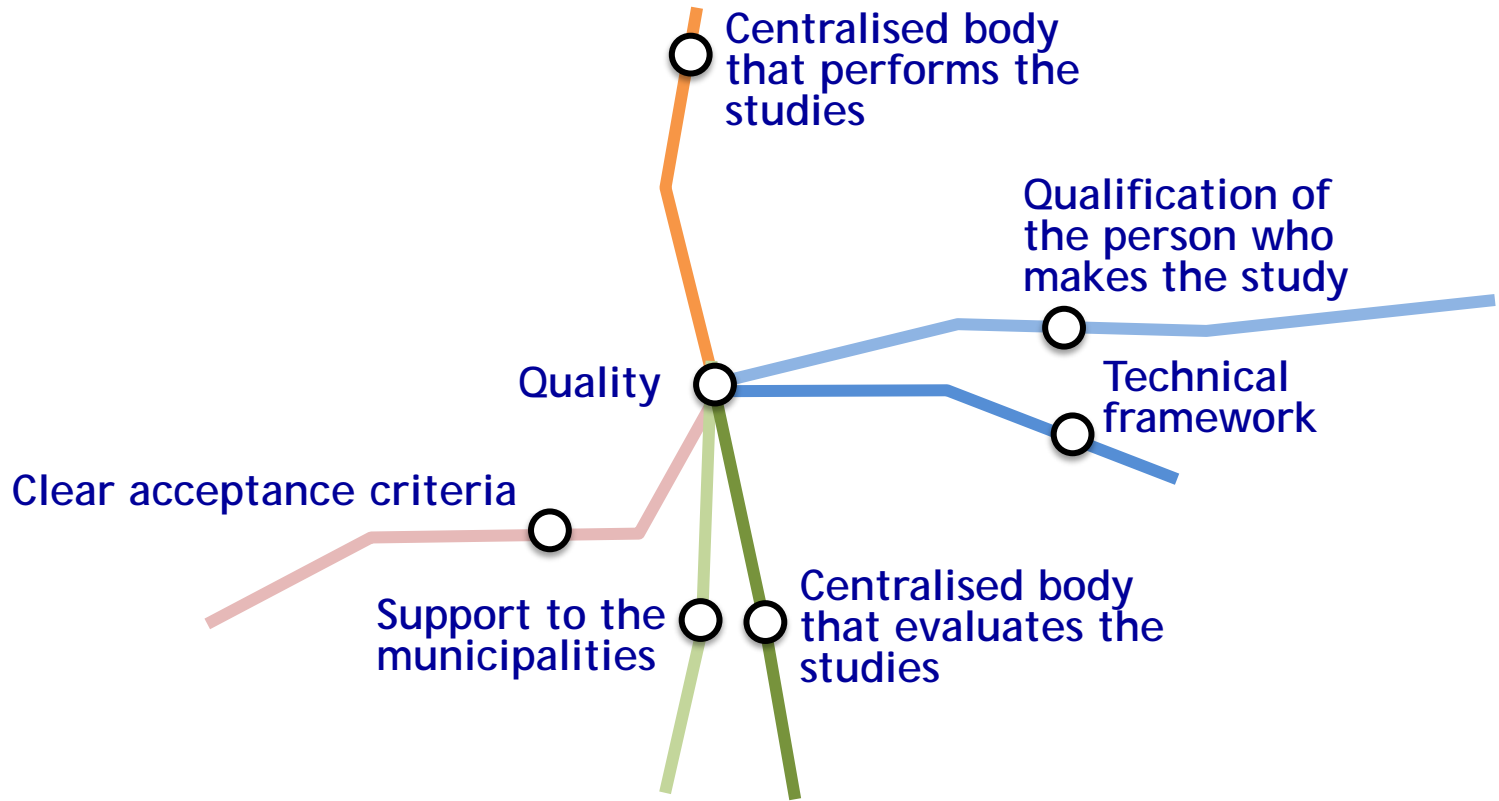 Centralised body
that performs the
studies
Qualification of
the person who
makes the study
Quality
Technical
framework
Clear acceptance criteria
Support to the
municipalities
Centralised body
that evaluates the
studies